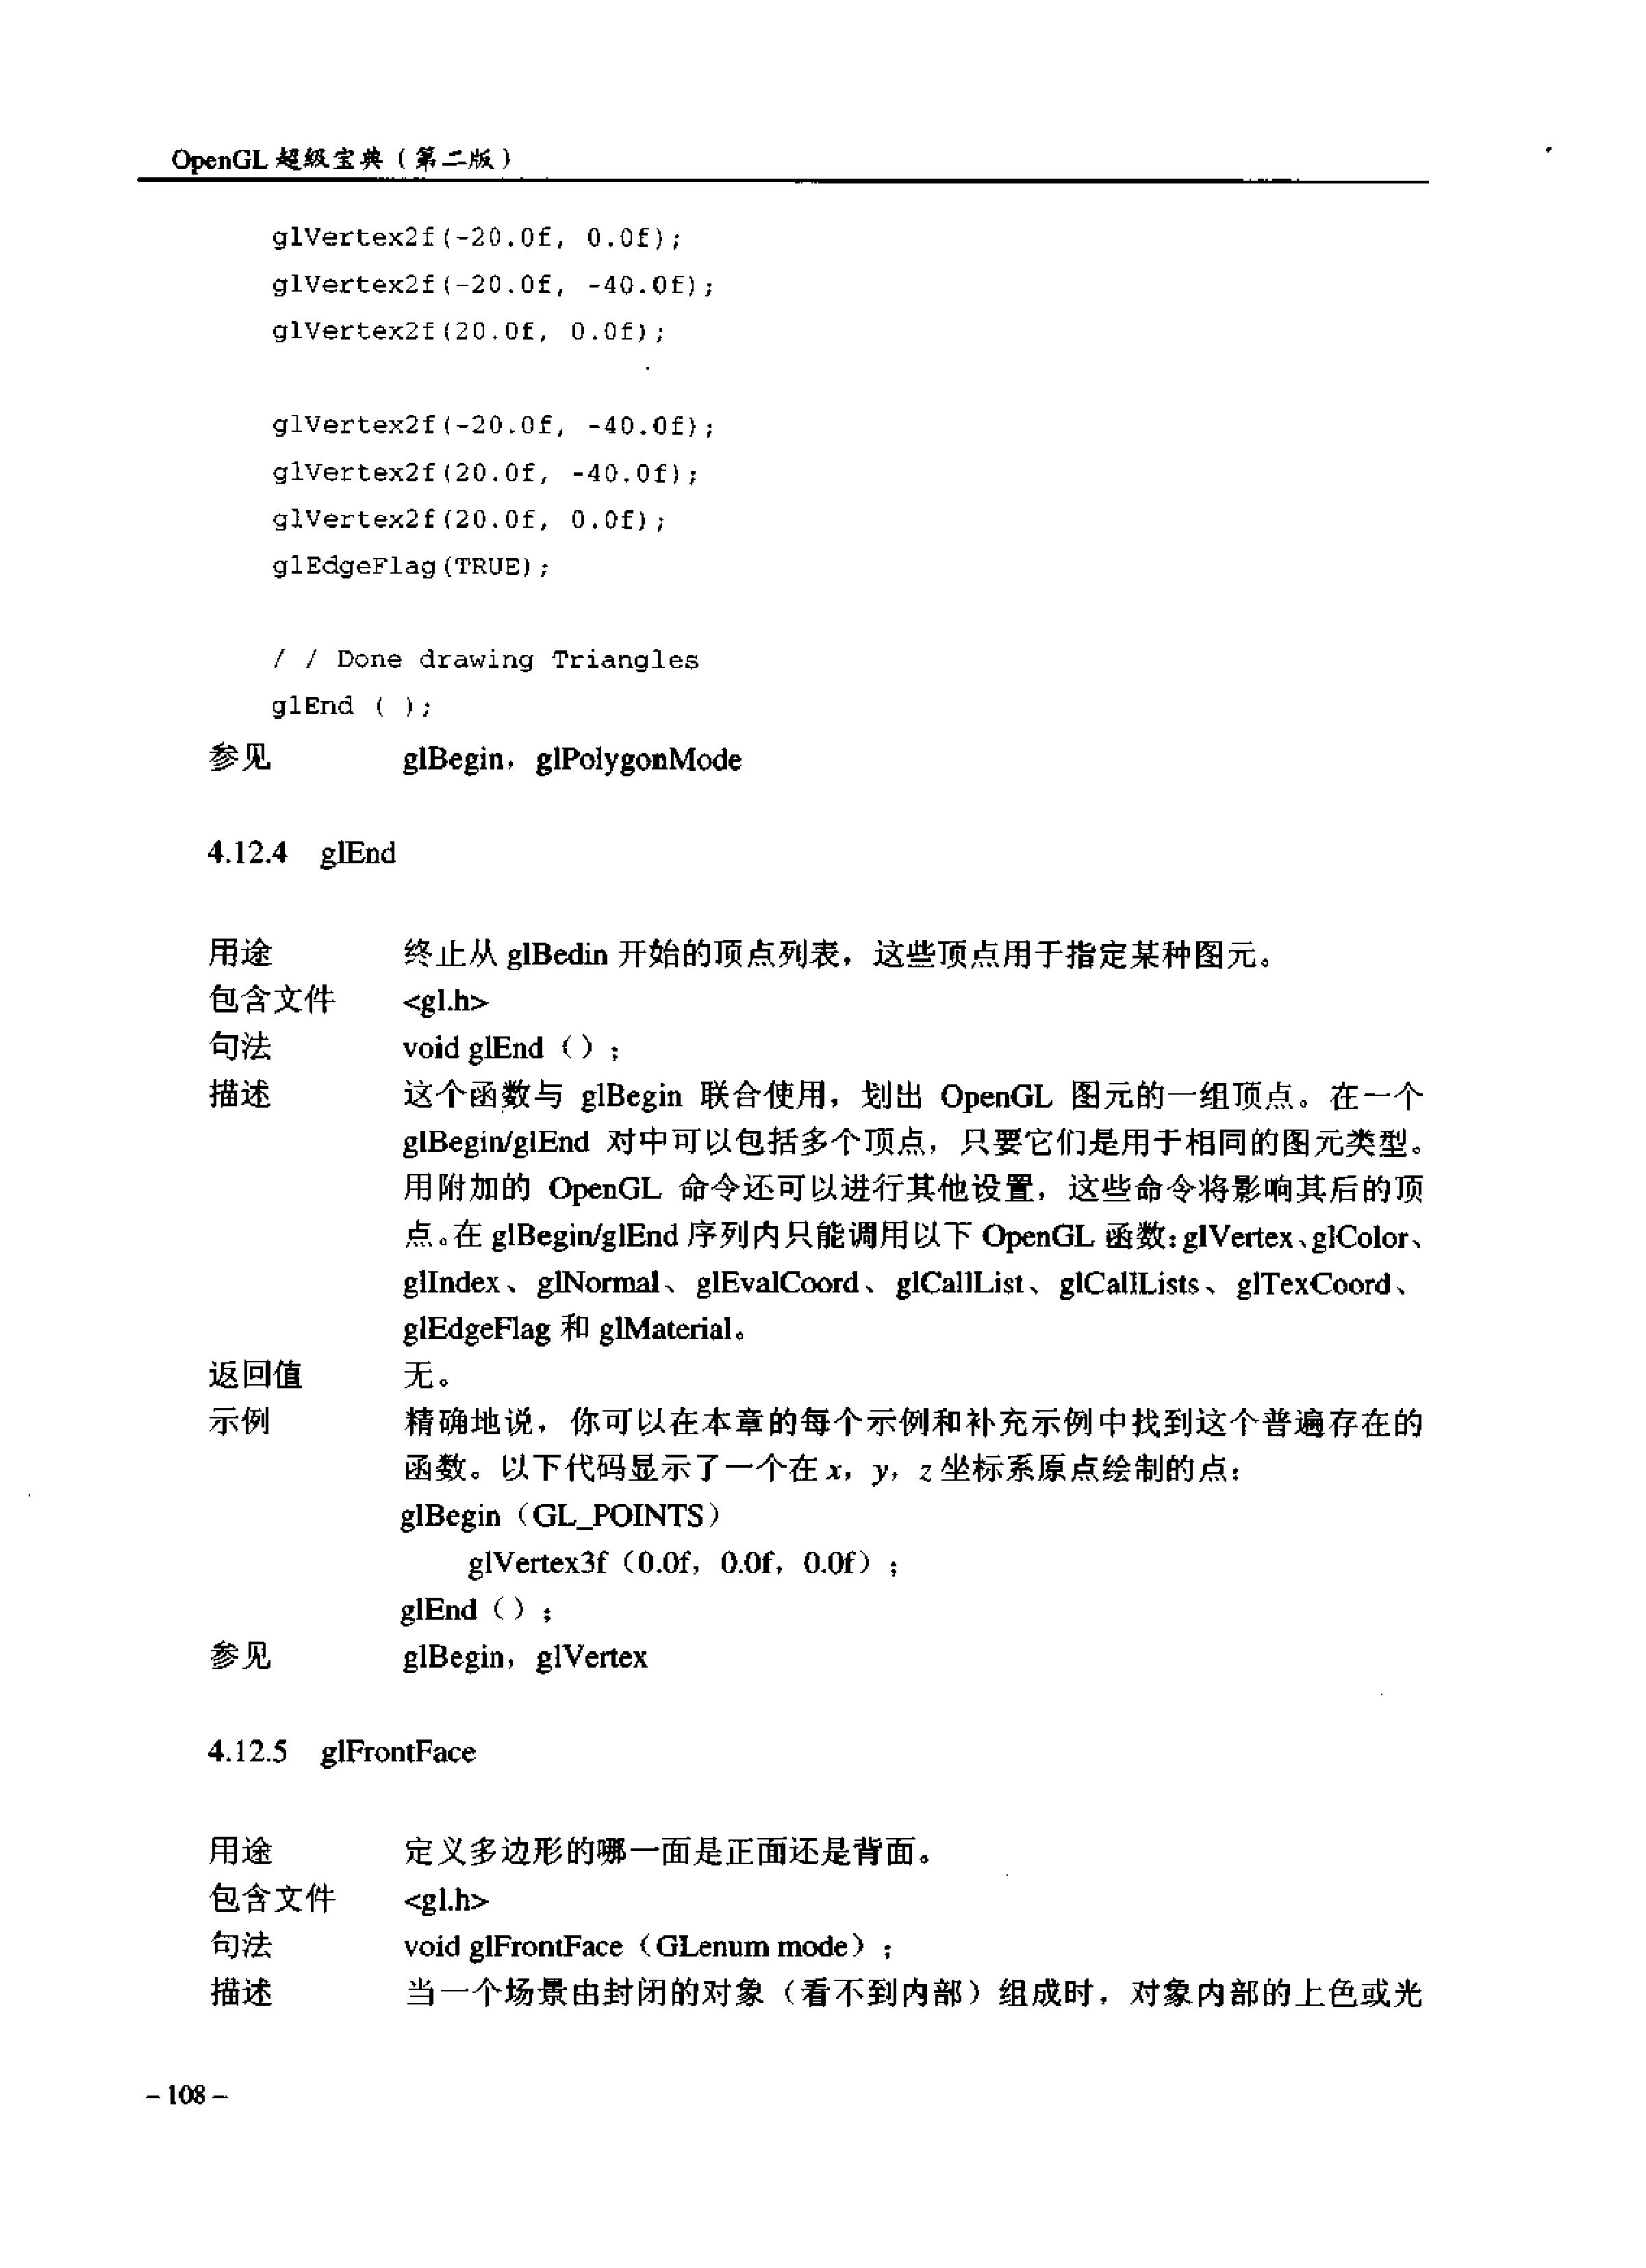 OpenGL 超级宝典（第二版）
glVertex2f(-20.0f, 0.0f);
glVertex2f(-20.0f, -40.0f);
glVertex2f(20.0f, 0.0f);
glVertex2f(-20.0f, -40.0f);
glVertex2f(20.0f, -40.0f);
glVertex2f(20.0f, 0.0f);
glEdgeFlag(TRUE);
/ / Done drawing Triangles
glEnd ( );
参见 glBegin，glPolygonMode
4.12.4 glEnd
用途 终止从 glBedin 开始的顶点列表，这些顶点用于指定某种图元。
包含文件 <gl.h>
句法 void glEnd（）；
描述 这个函数与 glBegin 联合使用，划出 OpenGL 图元的一组顶点。在一个
glBegin/glEnd 对中可以包括多个顶点，只要它们是用于相同的图元类型。
用附加的 OpenGL 命令还可以进行其他设置，这些命令将影响其后的顶
点。在 glBegin/glEnd 序列内只能调用以下 OpenGL 函数：glVertex、glColor、
glIndex、glNormal、glEvalCoord、glCallList、glCallLists、glTexCoord、
glEdgeFlag 和 glMaterial。
返回值 无。
示例 精确地说，你可以在本章的每个示例和补充示例中找到这个普遍存在的
函数。以下代码显示了一个在 x，y，z 坐标系原点绘制的点：
glBegin（GL_POINTS）
glVertex3f（0.0f，0.0f，0.0f）；
glEnd（）；
参见 glBegin，glVertex
4.12.5 glFrontFace
用途 定义多边形的哪一面是正面还是背面。
包含文件 <gl.h>
句法 void glFrontFace（GLenum mode）；
描述 当一个场景由封闭的对象（看不到内部）组成时，对象内部的上色或光
– 108 –